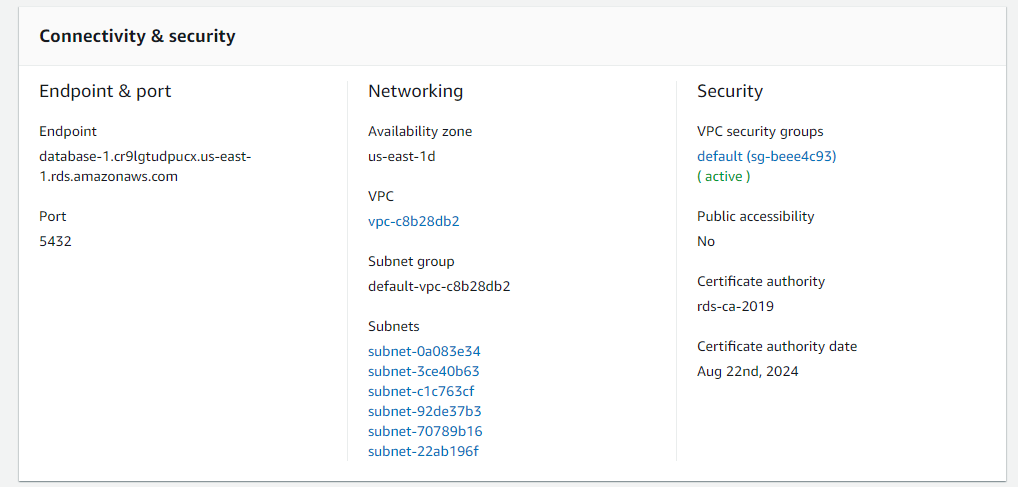 Connectivity & security
Endpoint & port
Endpoint
database-1.cr9lgtudpucx.us-east-
1.rds.amazonaws.com
Port
5432
Networking
Availability zone
us-east-1d
VPC
vpc-c8b28db2
Subnet group
default-vpc-c8b28db2
Subnets
subnet-0a083e34
subnet-3ce40b63
subnet-c1c763cf
subnet-92de37b3
subnet-70789b16
subnet-22ab196f
Security
VPC security groups
default (sg-beee4c93)
( active )
Public accessibility
No
Certificate authority
rds-ca-2019
Certificate authority date
Aug 22nd, 2024